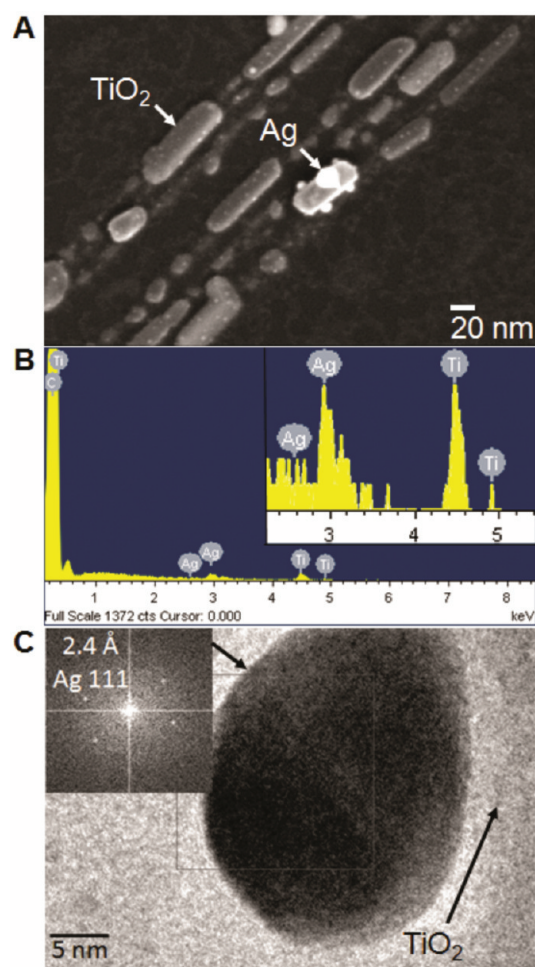 A
TiO₂
Ag
20 nm
B
Ti
C
Ag
Ag
Ti
Ti
3
4
5
Ag
Ag
Ti
Ti
1
2
3
4
5
6
7
8
Full Scale 1372 cts Cursor: 0.000
keV
C
2.4 Å
Ag 111
5 nm
TiO₂